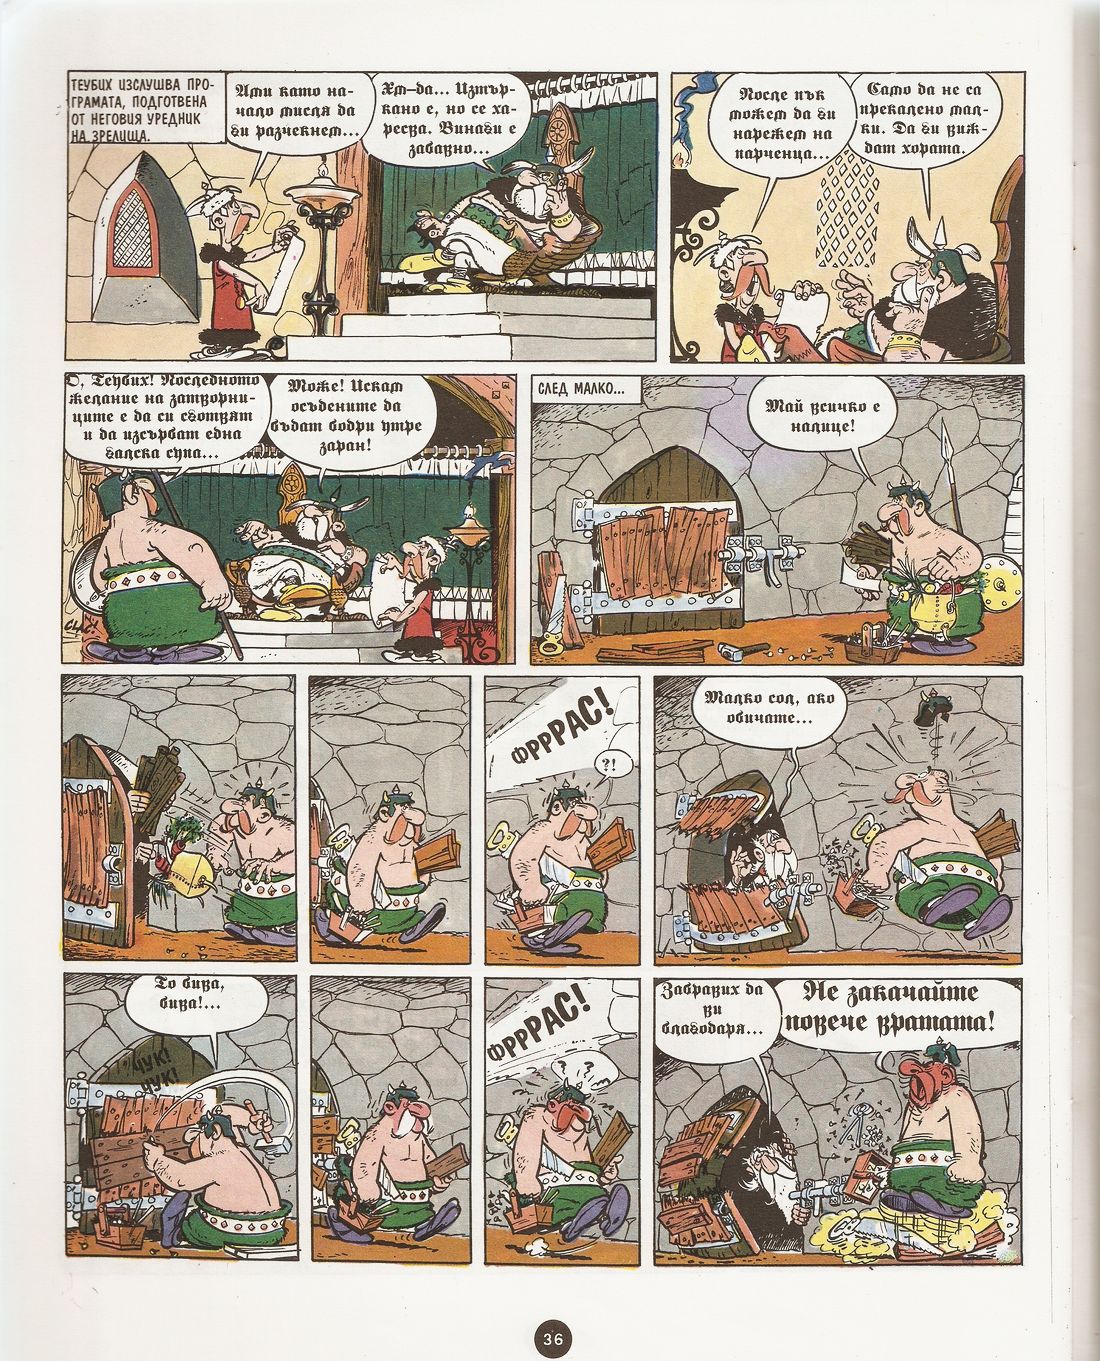 ТЕУБИХ ИЗСЛУШВА ПРО-
ГРАМАТА, ПОДГОТВЕНА
ОТ НЕГОВИЯ УРЕДНИК
НА ЗРЕЛИЩА.
Ами като на-
чало мисля да
ги разчекнем...
Хм-да... Изтър-
кано е, но се ха-
ресва. Винаги е
забавно...
После пък
можем да ги
нарежем на
парченца...
Само да не са
прекалено мал-
ки. Да ги виж-
дат хората.
О, Теубих! Последното
желание на затворни-
ците е да си сготвят
и да изсърбат една
галска супа...
Може! Искам
осъдените да
бъдат бодри утре
заран!
СЛЕД МАЛКО...
Май всичко е
налице!
ФРРРАС!
?!
Малко сол, ако
обичате...
То бива,
бива!...
ЧУК!
ЧУК!
ФРРРАС!
?
Забравих да
ви
благодаря...
Не закачайте
повече вратата!
36